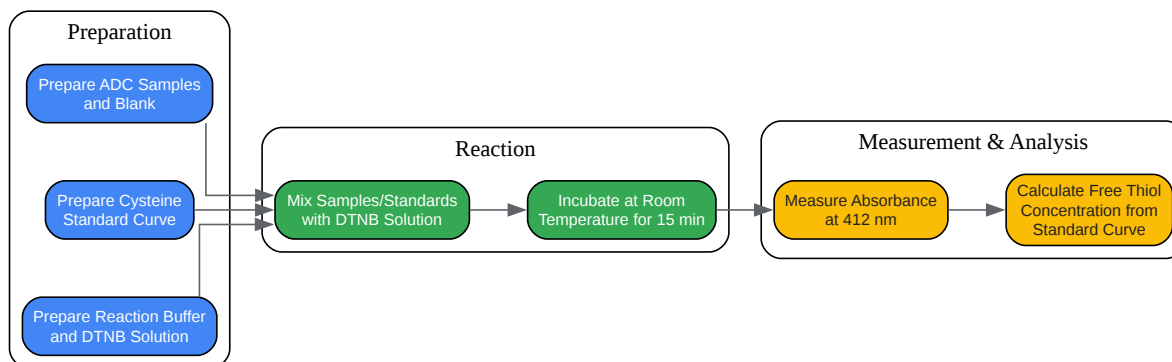 Preparation
Prepare ADC Samples
and Blank
Prepare Cysteine
Standard Curve
Prepare Reaction Buffer
and DTNB Solution
Reaction
Mix Samples/Standards
with DTNB Solution
Incubate at Room
Temperature for 15 min
Measurement & Analysis
Measure Absorbance
at 412 nm
Calculate Free Thiol
Concentration from
Standard Curve